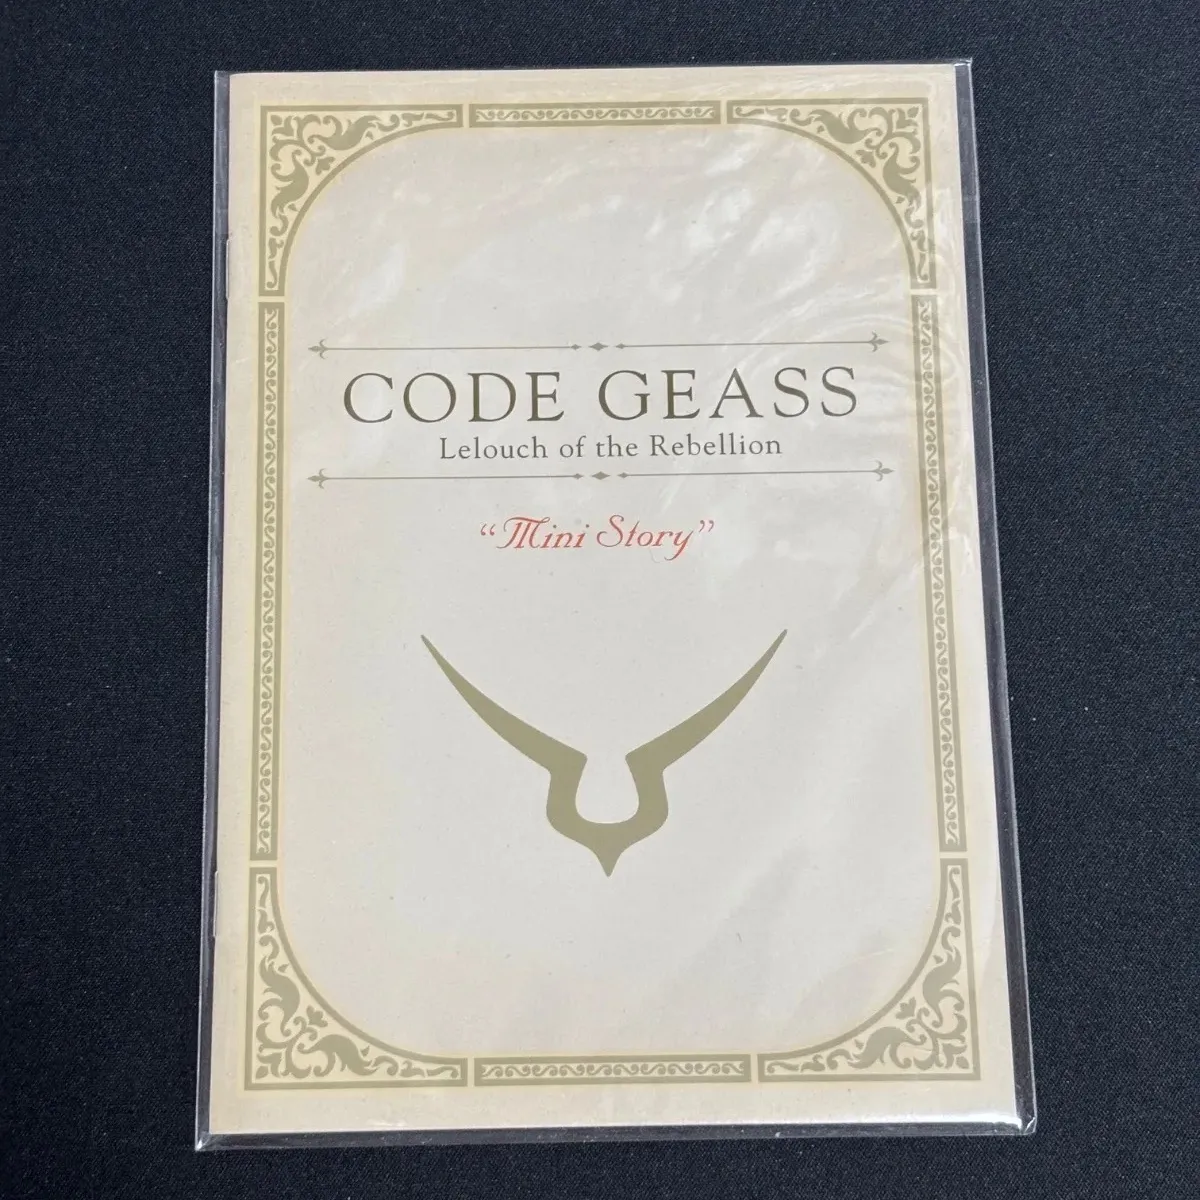 CODE GEASS
Lelouch of the Rebellion
“Mini Story”